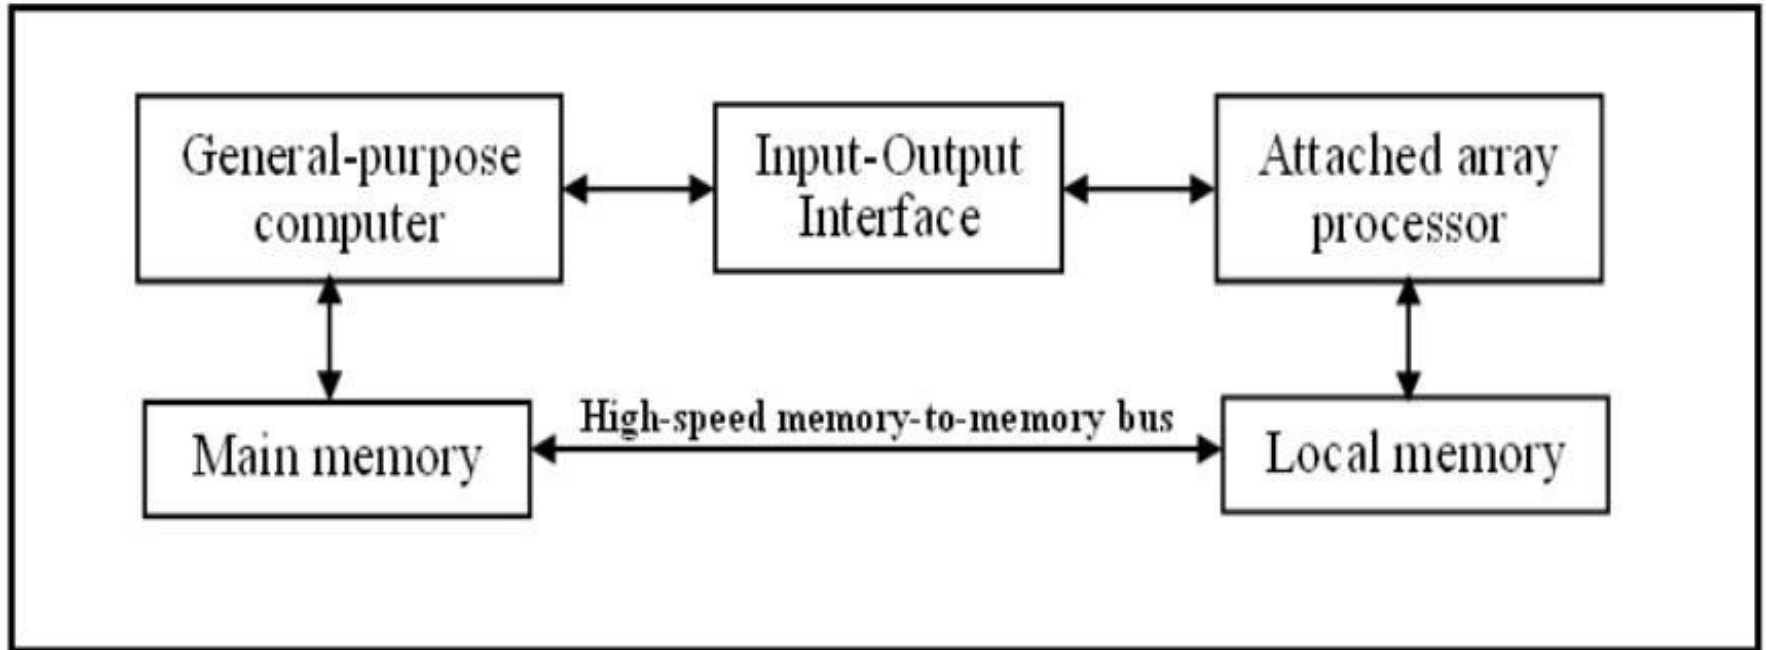 General-purpose
computer
Input-Output
Interface
Attached array
processor
Main memory
High-speed memory-to-memory bus
Local memory